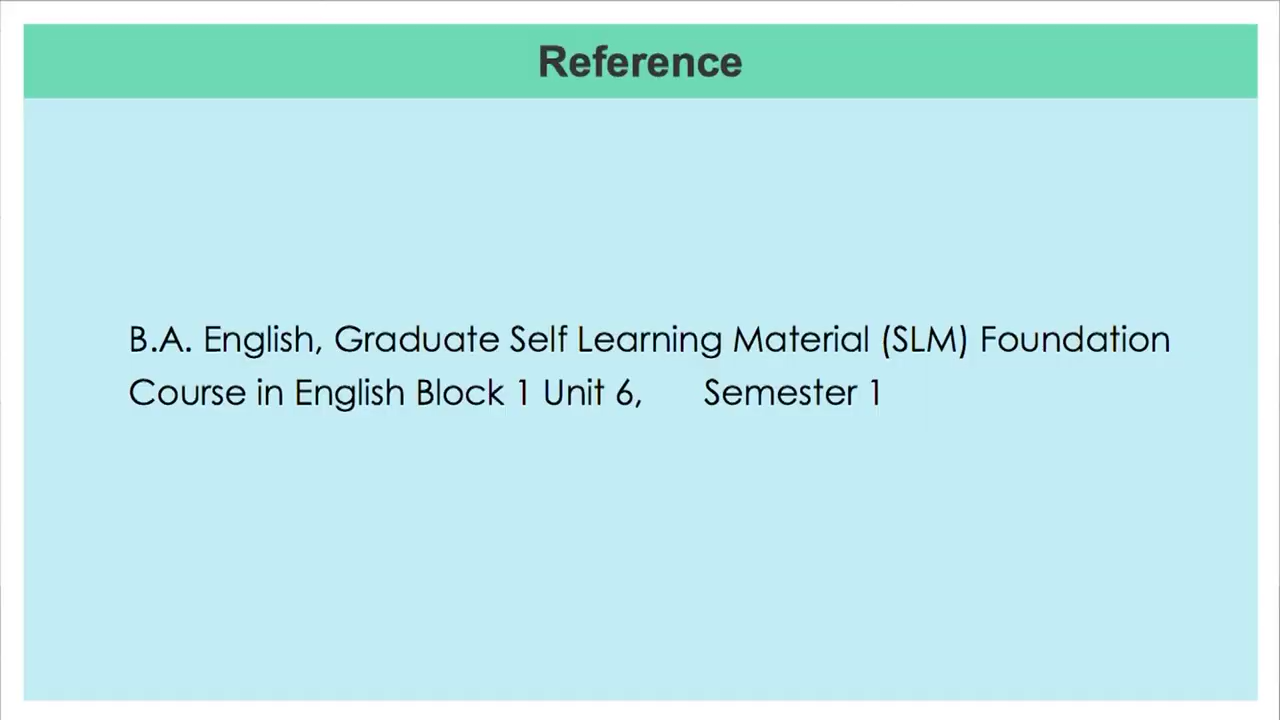 Reference
B.A. English, Graduate Self Learning Material (SLM) Foundation
Course in English Block 1 Unit 6, Semester 1